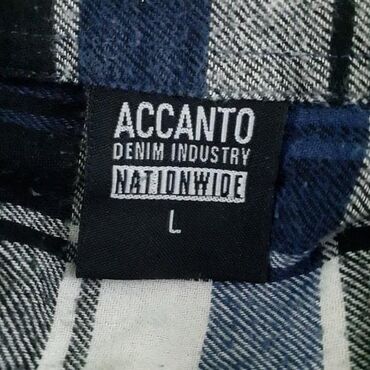 ACCANTO
DENIM INDUSTRY
NATIONWIDE
L